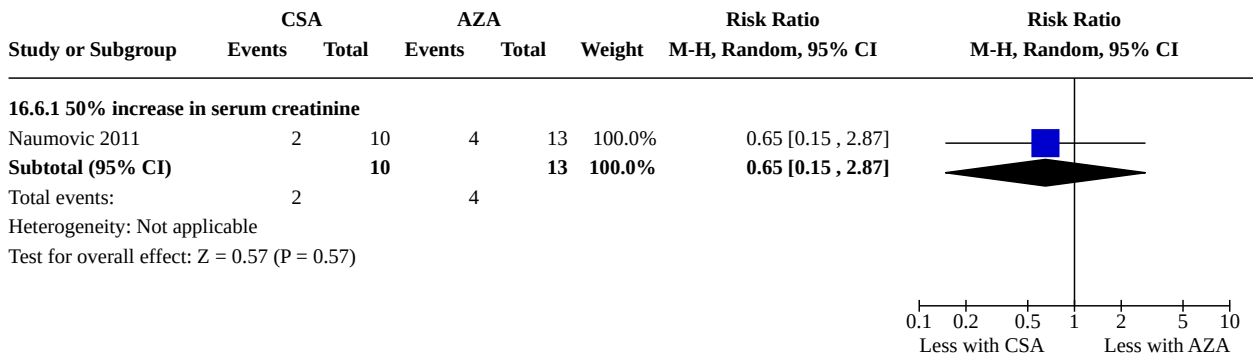 CSA AZA Risk Ratio Risk Ratio
Study or Subgroup Events Total Events Total Weight M-H, Random, 95% CI M-H, Random, 95% CI
16.6.1 50% increase in serum creatinine
Naumovic 2011 2 10 4 13 100.0% 0.65 [0.15 , 2.87]
Subtotal (95% CI) 10 13 100.0% 0.65 [0.15 , 2.87]
Total events: 2 4
Heterogeneity: Not applicable
Test for overall effect: Z = 0.57 (P = 0.57)
0.1 0.2 0.5 1 2 5 10
Less with CSA Less with AZA